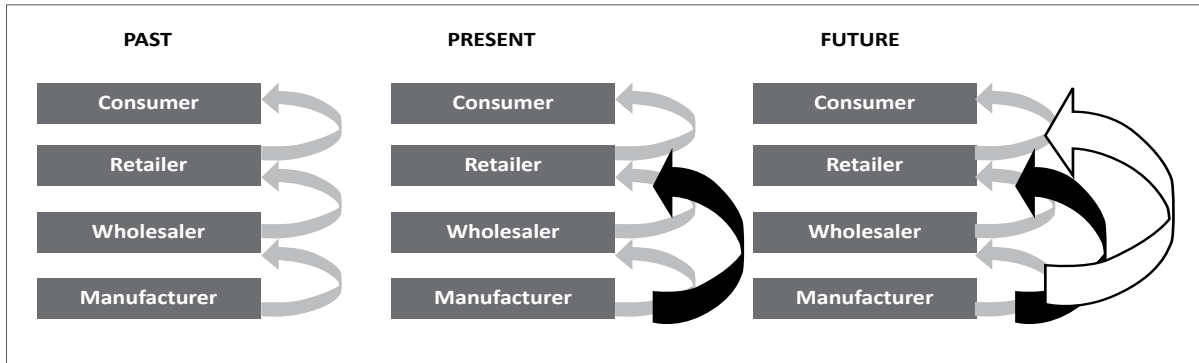 PAST
PRESENT
FUTURE
Consumer
Consumer
Consumer
Retailer
Retailer
Retailer
Wholesaler
Wholesaler
Wholesaler
Manufacturer
Manufacturer
Manufacturer